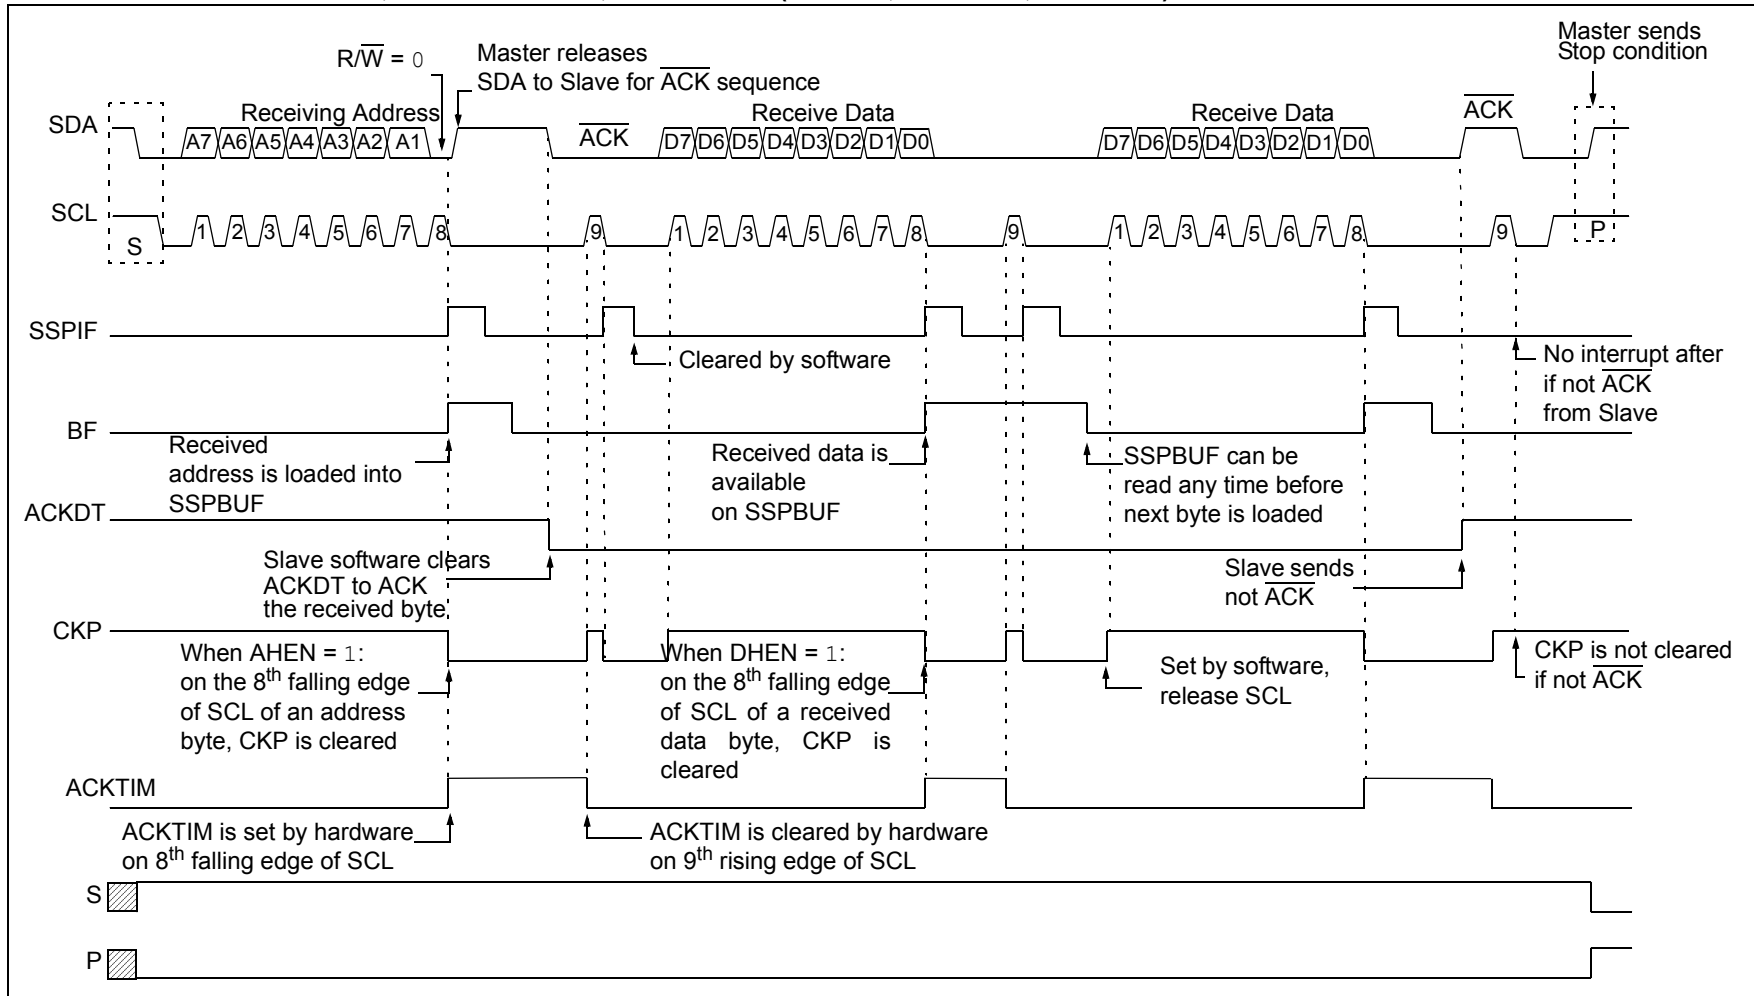 Master sends
Stop condition
R/W = 0
Master releases
SDA to Slave for ACK sequence
SDA
Receiving Address
Receive Data
Receive Data
ACK
ACK
A7 A6 A5 A4 A3 A2 A1
D7 D6 D5 D4 D3 D2 D1 D0
D7 D6 D5 D4 D3 D2 D1 D0
SCL
S
1 2 3 4 5 6 7 8 9
1 2 3 4 5 6 7 8 9
1 2 3 4 5 6 7 8 9
P
SSPIF
Cleared by software
No interrupt after
if not ACK
from Slave
BF
Received
address is loaded into
SSPBUF
Received data is
available
on SSPBUF
SSPBUF can be
read any time before
next byte is loaded
ACKDT
Slave software clears
ACKDT to ACK
the received byte
Slave sends
not ACK
CKP
When AHEN = 1:
on the 8th falling edge
of SCL of an address
byte, CKP is cleared
When DHEN = 1:
on the 8th falling edge
of SCL of a received
data byte, CKP is
cleared
Set by software,
release SCL
CKP is not cleared
if not ACK
ACKTIM
ACKTIM is set by hardware
on 8th falling edge of SCL
ACKTIM is cleared by hardware
on 9th rising edge of SCL
S
P